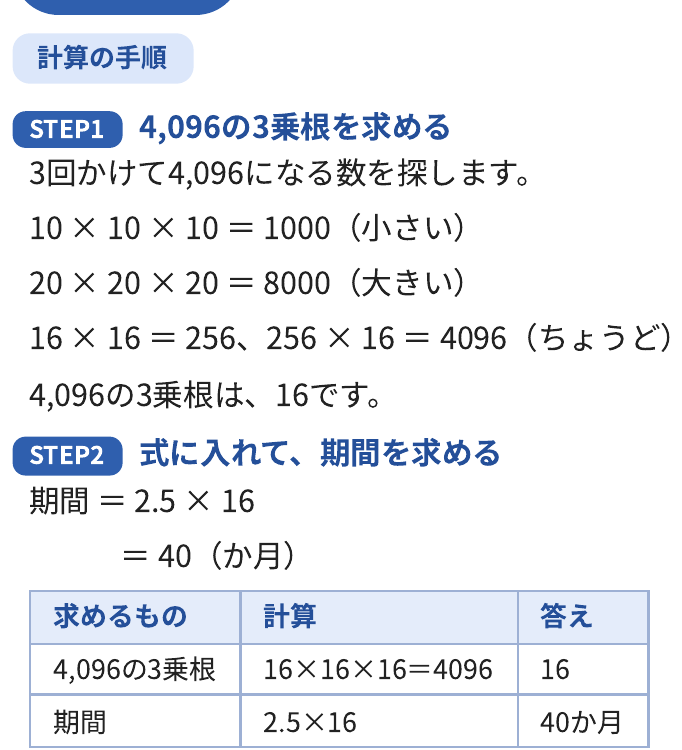 計算の手順
STEP1 4,096の3乗根を求める
3回かけて4,096になる数を探します。
10 × 10 × 10 ＝ 1000（小さい）
20 × 20 × 20 ＝ 8000（大きい）
16 × 16 ＝ 256、256 × 16 ＝ 4096（ちょうど）
4,096の3乗根は、16です。
STEP2 式に入れて、期間を求める
期間 ＝ 2.5 × 16
＝ 40（か月）
求めるもの 計算 答え
4,096の3乗根 16×16×16＝4096 16
期間 2.5×16 40か月